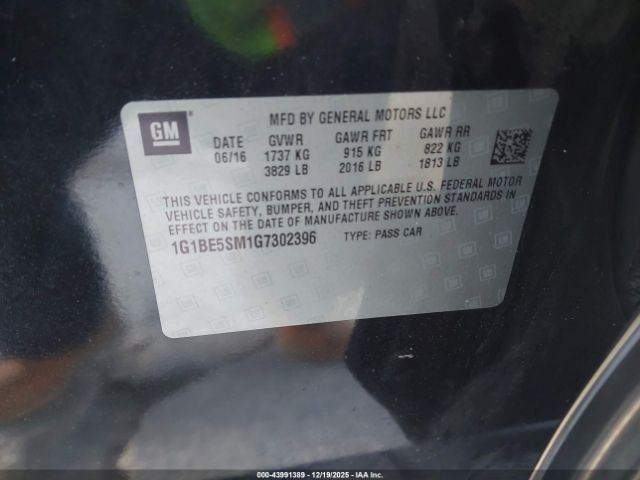 GM
MFD BY GENERAL MOTORS LLC
DATE GVWR GAWR FRT GAWR RR
06/16 1737 KG 915 KG 822 KG
3829 LB 2016 LB 1813 LB
THIS VEHICLE CONFORMS TO ALL APPLICABLE U.S. FEDERAL MOTOR
VEHICLE SAFETY, BUMPER, AND THEFT PREVENTION STANDARDS IN
EFFECT ON THE DATE OF MANUFACTURE SHOWN ABOVE.
1G1BE5SM1G7302396 TYPE: PASS CAR
000-43991389 - 12/19/2025 - IAA Inc.